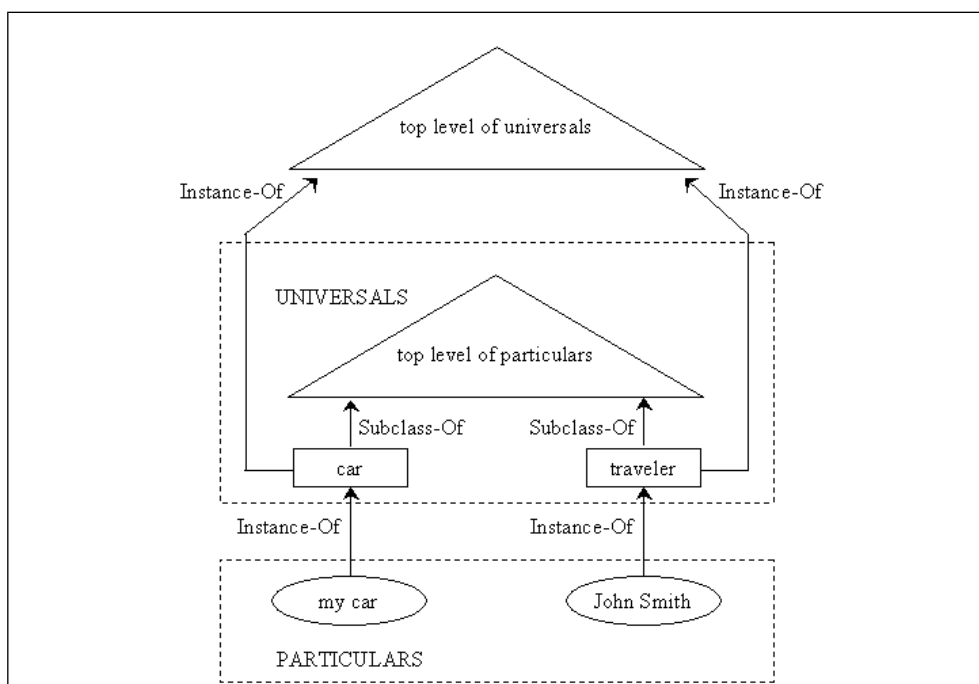 top level of universals
Instance-Of
Instance-Of
UNIVERSALS
top level of particulars
Subclass-Of
Subclass-Of
car
traveler
Instance-Of
Instance-Of
my car
John Smith
PARTICULARS